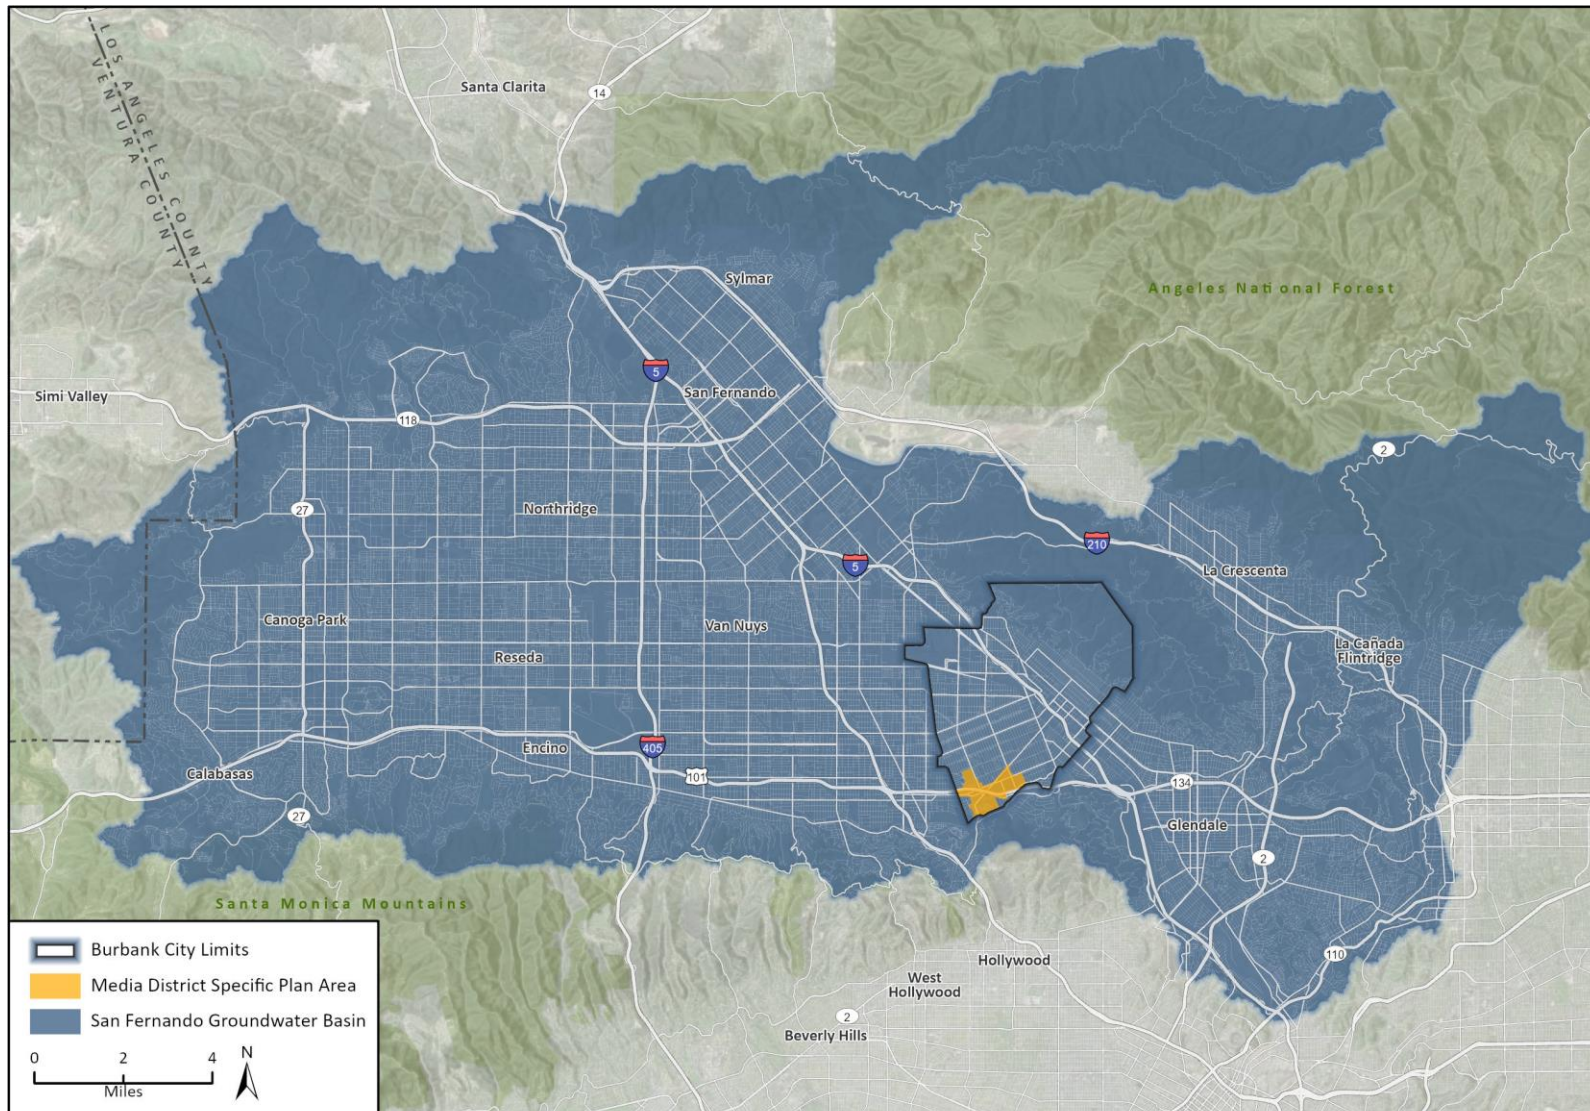 Santa Clarita
14
LOS ANGELES COUNTY
VENTURA COUNTY
Sylmar
Angeles National Forest
5
San Fernando
Simi Valley
118
2
27
Northridge
210
5
La Crescenta
Canoga Park
Van Nuys
Reseda
La Cañada
Flintridge
Encino
405
Calabasas
101
134
27
Glendale
2
Santa Monica Mountains
110
Hollywood
West
Hollywood
2
Beverly Hills
Burbank City Limits
Media District Specific Plan Area
San Fernando Groundwater Basin
0 2 4
N
Miles